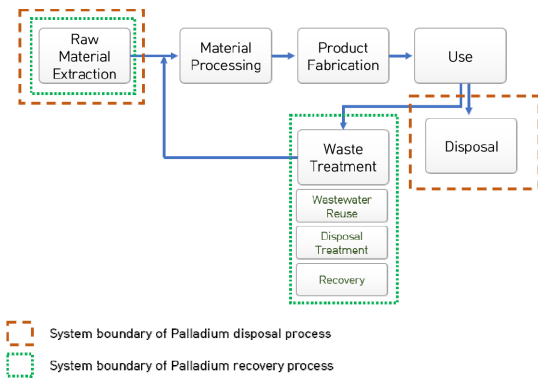 Raw
Material
Extraction
Material
Processing
Product
Fabrication
Use
Waste
Treatment
Disposal
Wastewater
Reuse
Disposal
Treatment
Recovery
System boundary of Palladium disposal process
System boundary of Palladium recovery process